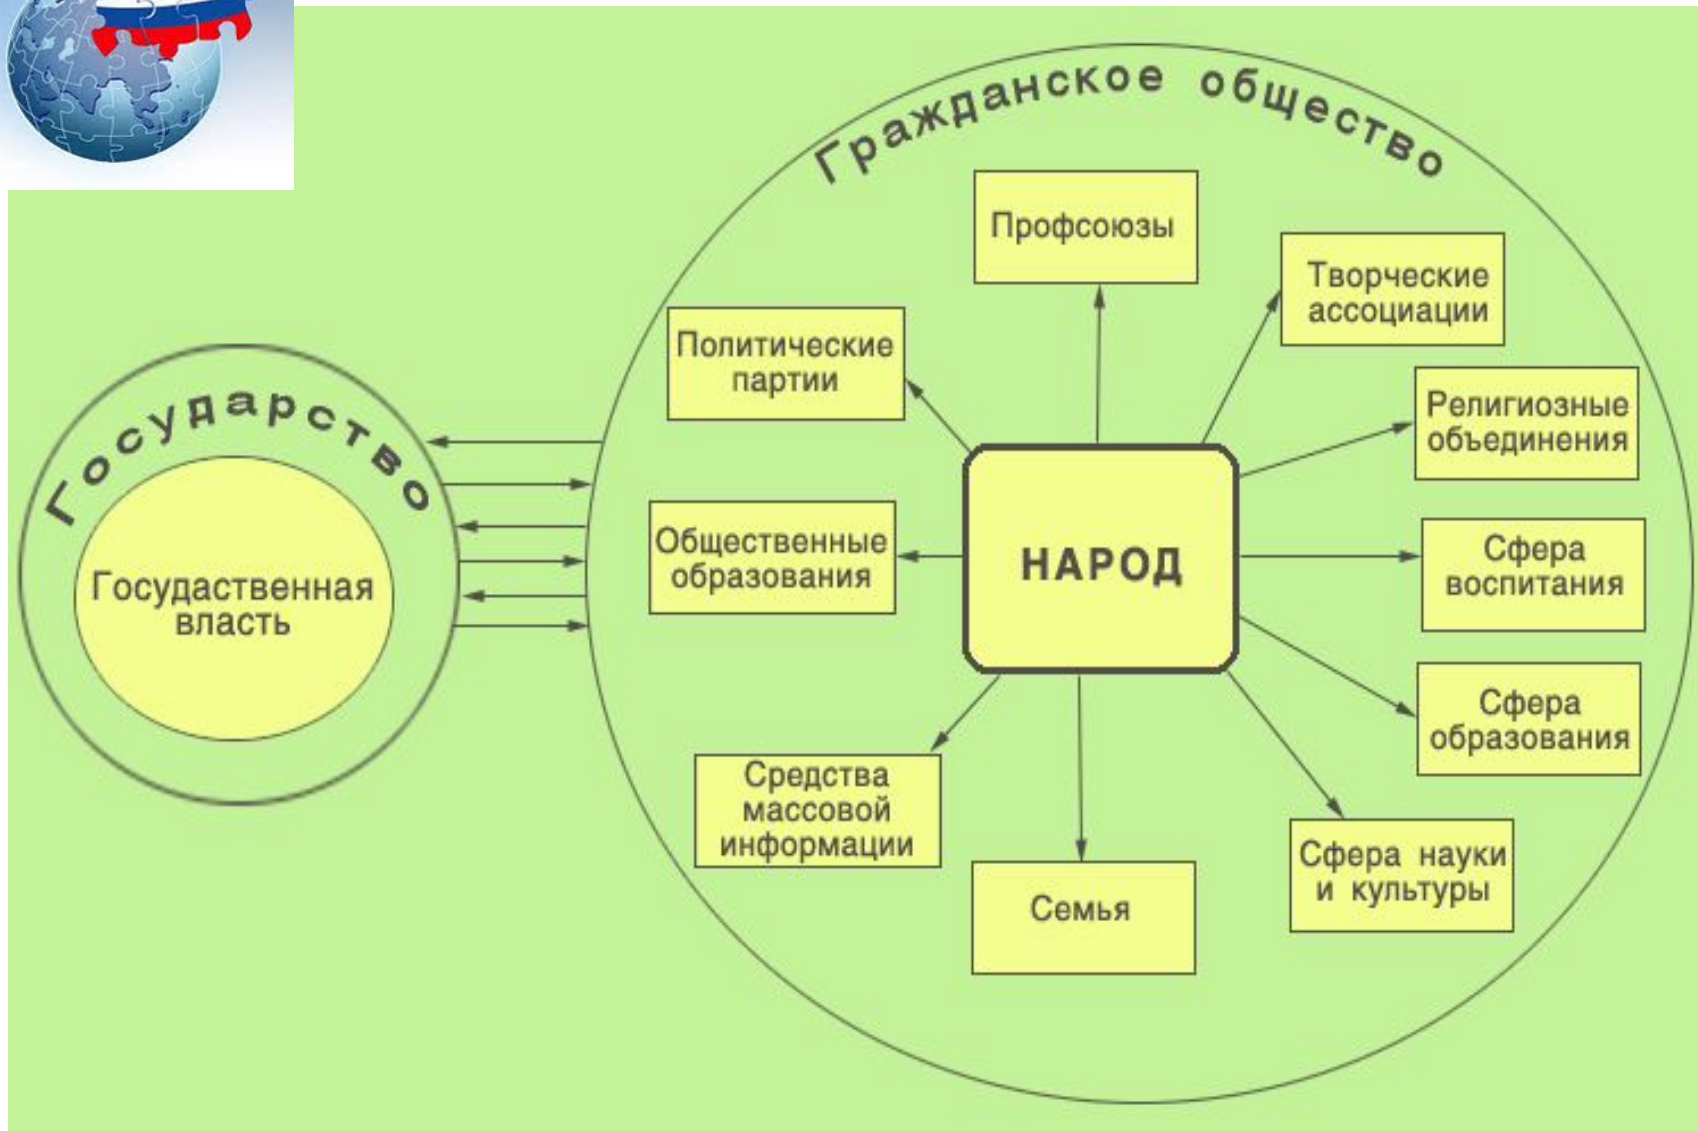 Гражданское общество
Профсоюзы
Творческие
ассоциации
Политические
партии
Религиозные
объединения
Государство
Госудаственная
власть
Общественные
образования
НАРОД
Сфера
воспитания
Сфера
образования
Средства
массовой
информации
Семья
Сфера науки
и культуры